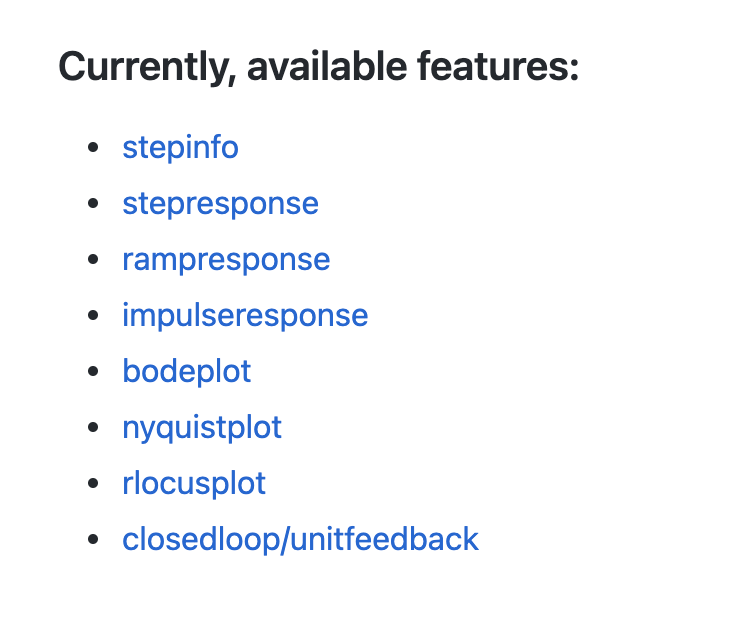 Currently, available features:
stepinfo
stepresponse
rampresponse
impulseresponse
bodeplot
nyquistplot
rlocusplot
closedloop/unitfeedback